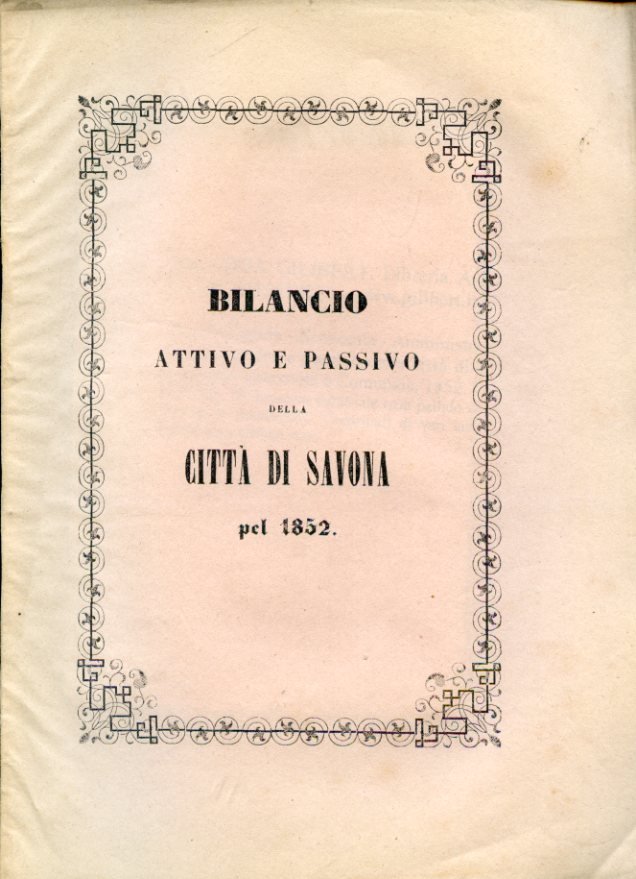 BILANCIO
ATTIVO E PASSIVO
DELLA
CITTÀ DI SAVONA
pel 1852.